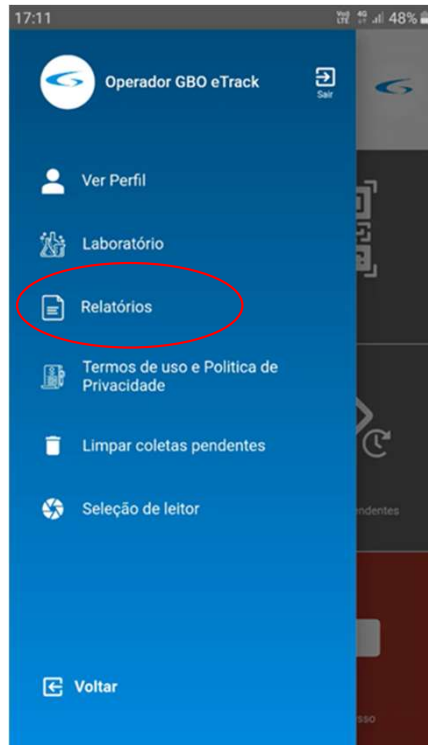 17:11
48%
Operador GBO eTrack
Sair
Ver Perfil
Laboratório
Relatórios
Termos de uso e Politica de
Privacidade
Limpar coletas pendentes
endentes
Seleção de leitor
Voltar
sso